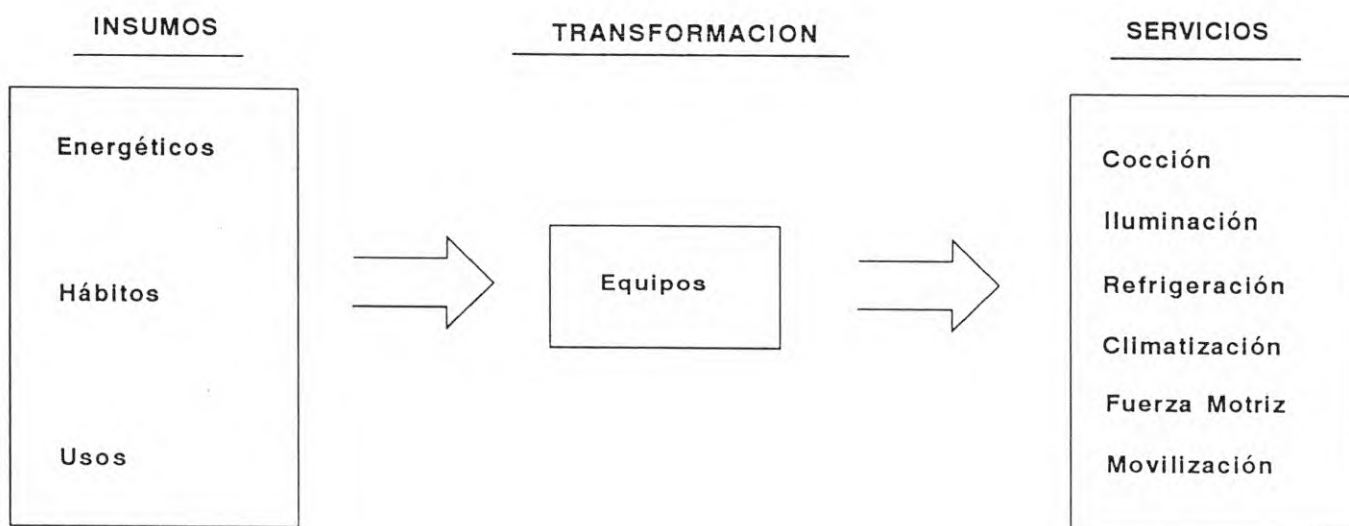 INSUMOS
Energéticos
Hábitos
Usos
TRANSFORMACION
Equipos
SERVICIOS
Cocción
Iluminación
Refrigeración
Climatización
Fuerza Motriz
Movilización